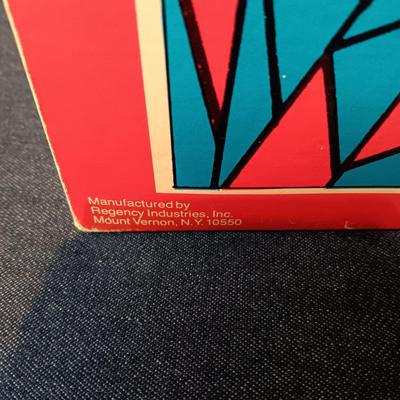 Manufactured by
Regency Industries, Inc.
Mount Vernon, N.Y. 10550